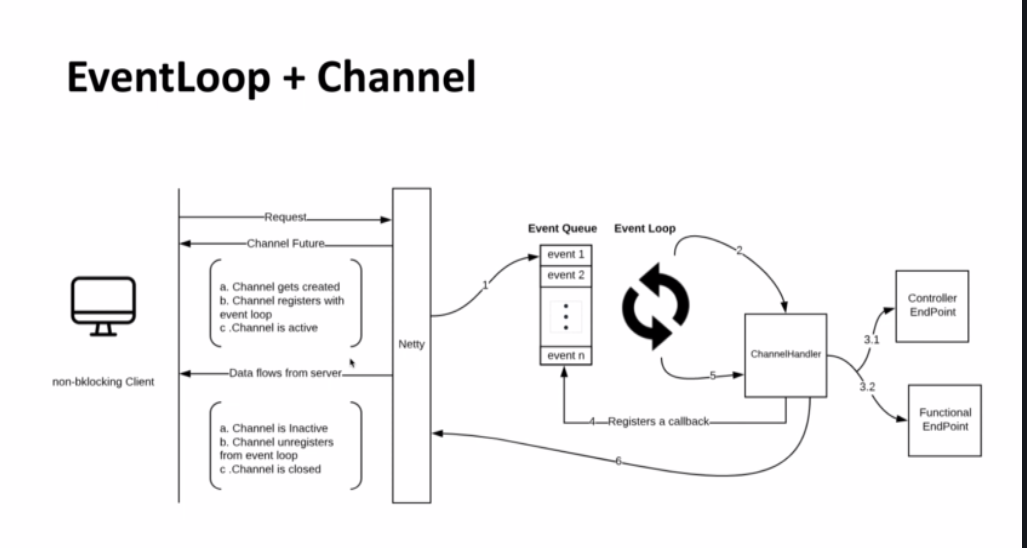 EventLoop + Channel
Request
Channel Future
a. Channel gets created
b. Channel registers with
event loop
c .Channel is active
non-bklocking Client
Data flows from server
a. Channel is Inactive
b. Channel unregisters
from event loop
c .Channel is closed
Netty
1
Event Queue
event 1
event 2
event n
Event Loop
2
ChannelHandler
3.1
Controller
EndPoint
3.2
Functional
EndPoint
4
Registers a callback
5
6